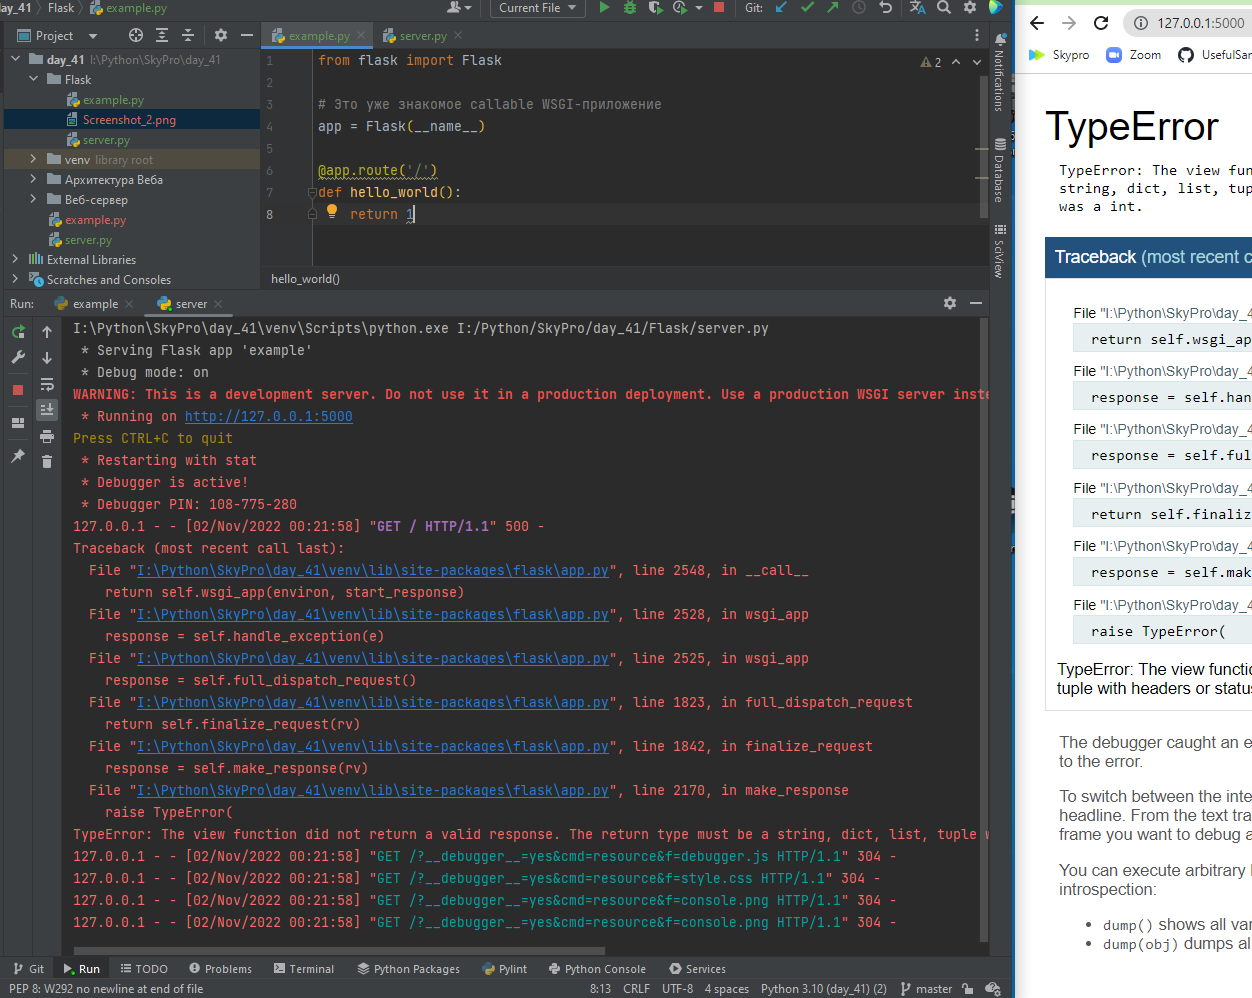 ay_41 Flask example.py
Current File
Git:
Project
example.py
server.py
day_41 I:\Python\SkyPro\day_41
Flask
example.py
Screenshot_2.png
server.py
venv library root
Архитектура Веба
Веб-сервер
example.py
server.py
External Libraries
Scratches and Consoles
1 from flask import Flask
2
3 # Это уже знакомое callable WSGI-приложение
4 app = Flask(__name__)
5
6 @app.route('/')
7 def hello_world():
8 return 1
2
hello_world()
Notifications
Database
SciView
Run: example server
I:\Python\SkyPro\day_41\venv\Scripts\python.exe I:/Python/SkyPro/day_41/Flask/server.py
* Serving Flask app 'example'
* Debug mode: on
WARNING: This is a development server. Do not use it in a production deployment. Use a production WSGI server inste
* Running on http://127.0.0.1:5000
Press CTRL+C to quit
* Restarting with stat
* Debugger is active!
* Debugger PIN: 108-775-280
127.0.0.1 - - [02/Nov/2022 00:21:58] "GET / HTTP/1.1" 500 -
Traceback (most recent call last):
File "I:\Python\SkyPro\day_41\venv\lib\site-packages\flask\app.py", line 2548, in __call__
return self.wsgi_app(environ, start_response)
File "I:\Python\SkyPro\day_41\venv\lib\site-packages\flask\app.py", line 2528, in wsgi_app
response = self.handle_exception(e)
File "I:\Python\SkyPro\day_41\venv\lib\site-packages\flask\app.py", line 2525, in wsgi_app
response = self.full_dispatch_request()
File "I:\Python\SkyPro\day_41\venv\lib\site-packages\flask\app.py", line 1823, in full_dispatch_request
return self.finalize_request(rv)
File "I:\Python\SkyPro\day_41\venv\lib\site-packages\flask\app.py", line 1842, in finalize_request
response = self.make_response(rv)
File "I:\Python\SkyPro\day_41\venv\lib\site-packages\flask\app.py", line 2170, in make_response
raise TypeError(
TypeError: The view function did not return a valid response. The return type must be a string, dict, list, tuple w
127.0.0.1 - - [02/Nov/2022 00:21:58] "GET /?__debugger__=yes&cmd=resource&f=debugger.js HTTP/1.1" 304 -
127.0.0.1 - - [02/Nov/2022 00:21:58] "GET /?__debugger__=yes&cmd=resource&f=style.css HTTP/1.1" 304 -
127.0.0.1 - - [02/Nov/2022 00:21:58] "GET /?__debugger__=yes&cmd=resource&f=console.png HTTP/1.1" 304 -
127.0.0.1 - - [02/Nov/2022 00:21:58] "GET /?__debugger__=yes&cmd=resource&f=console.png HTTP/1.1" 304 -
Git Run TODO Problems Terminal Python Packages Pylint Python Console Services
PEP 8: W292 no newline at end of file 8:13 CRLF UTF-8 4 spaces Python 3.10 (day_41) (2) master
127.0.0.1:5000
Skypro Zoom UsefulSar
TypeError
TypeError: The view fun
string, dict, list, tup
was a int.
Traceback (most recent c
File "I:\Python\SkyPro\day_4
return self.wsgi_ap
File "I:\Python\SkyPro\day_4
response = self.han
File "I:\Python\SkyPro\day_4
response = self.ful
File "I:\Python\SkyPro\day_4
return self.finaliz
File "I:\Python\SkyPro\day_4
response = self.mak
File "I:\Python\SkyPro\day_4
raise TypeError(
TypeError: The view functio
tuple with headers or status
The debugger caught an e
to the error.
To switch between the inte
headline. From the text tra
frame you want to debug a
You can execute arbitrary
introspection:
• dump() shows all var
• dump(obj) dumps al